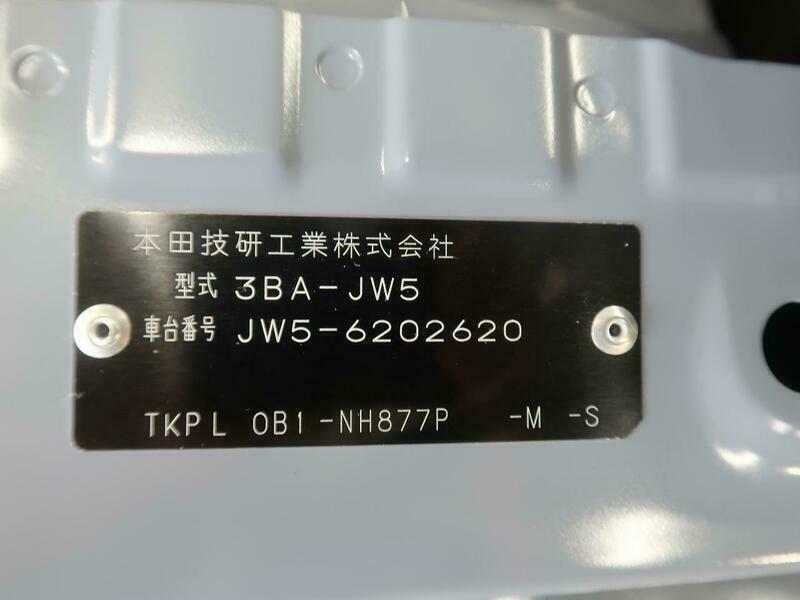 本田技研工業株式会社
型式 3BA-JW5
車台番号 JW5-6202620
TKPL 0B1-NH877P -M -S